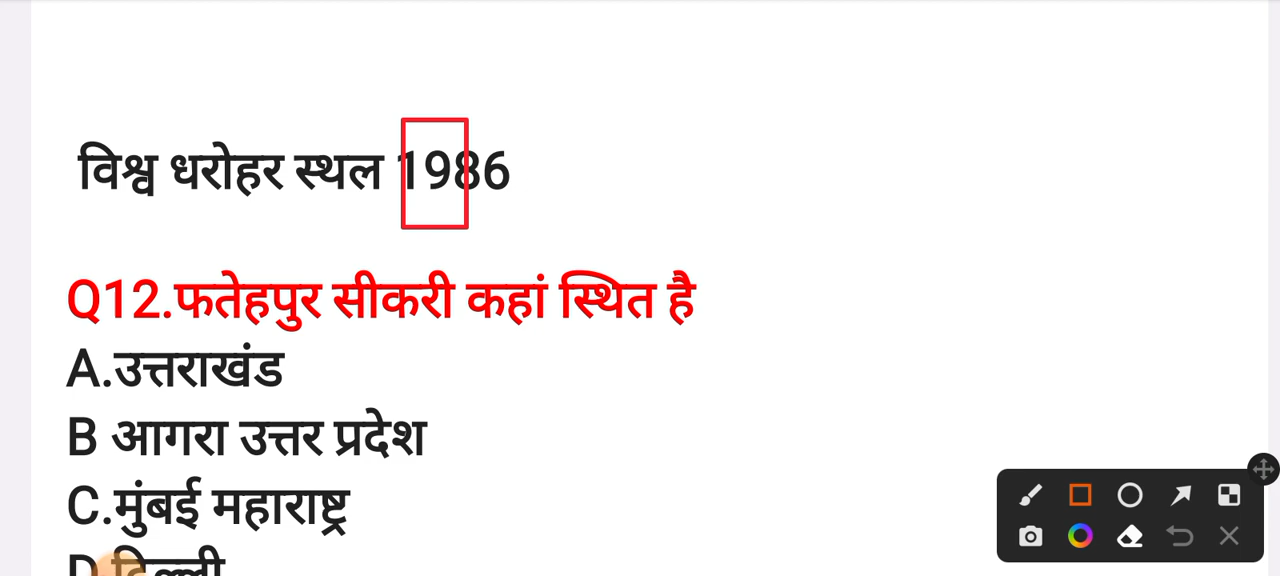 विश्व धरोहर स्थल 1986
Q12.फतेहपुर सीकरी कहां स्थित है
A.उत्तराखंड
B आगरा उत्तर प्रदेश
C.मुंबई महाराष्ट्र
D.दिल्ली